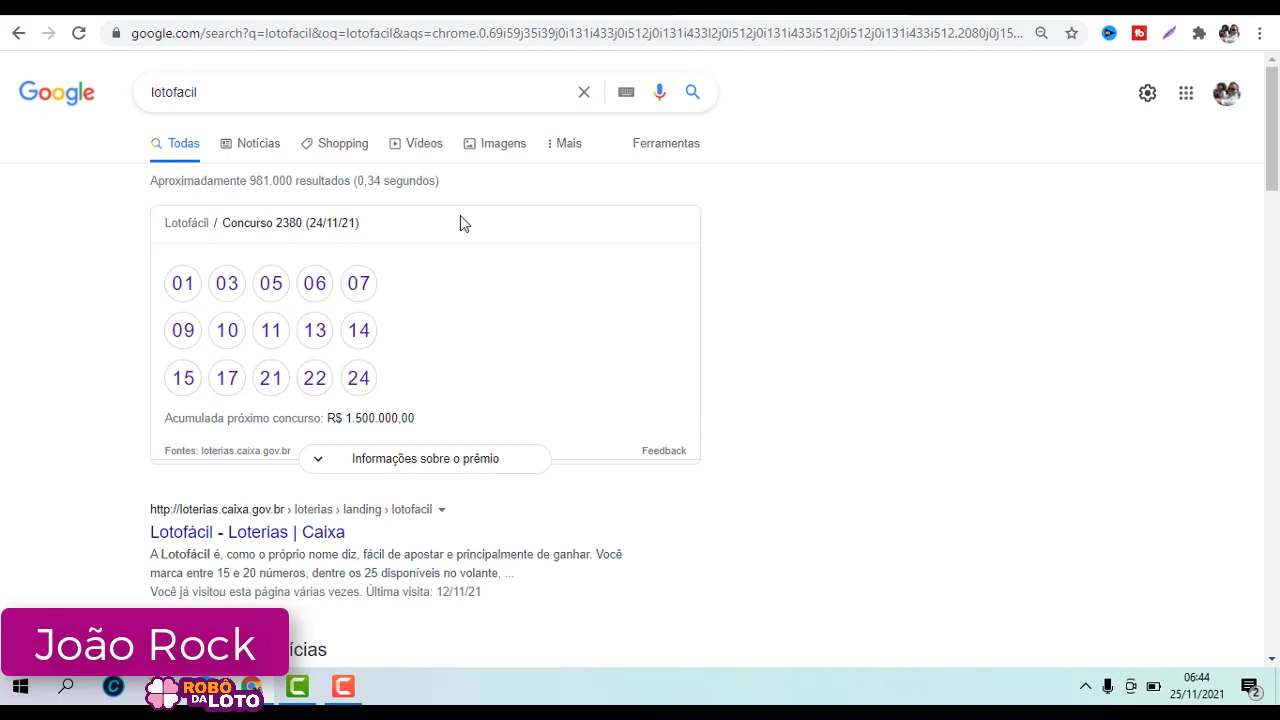 google.com/search?q=lotofacil&oq=lotofacil&aqs=chrome.0.69i59j35i39j0i131i433j0i512j0i131i433l2j0i512j0i131i433i512j0i512j0i131i433i512.2080j0j15...
Google
lotofacil
Todas Notícias Shopping Vídeos Imagens Mais Ferramentas
Aproximadamente 981.000 resultados (0,34 segundos)
Lotofácil / Concurso 2380 (24/11/21)
01 03 05 06 07
09 10 11 13 14
15 17 21 22 24
Acumulada próximo concurso: R$ 1.500.000,00
Fontes: loterias.caixa.gov.br
Informações sobre o prêmio
Feedback
http://loterias.caixa.gov.br › loterias › landing › lotofacil
Lotofácil - Loterias | Caixa
A Lotofácil é, como o próprio nome diz, fácil de apostar e principalmente de ganhar. Você
marca entre 15 e 20 números, dentre os 25 disponíveis no volante, ...
Você já visitou esta página várias vezes. Última visita: 12/11/21
João Rock
ícias
ROBÔ
DA LOTO
06:44
25/11/2021
2